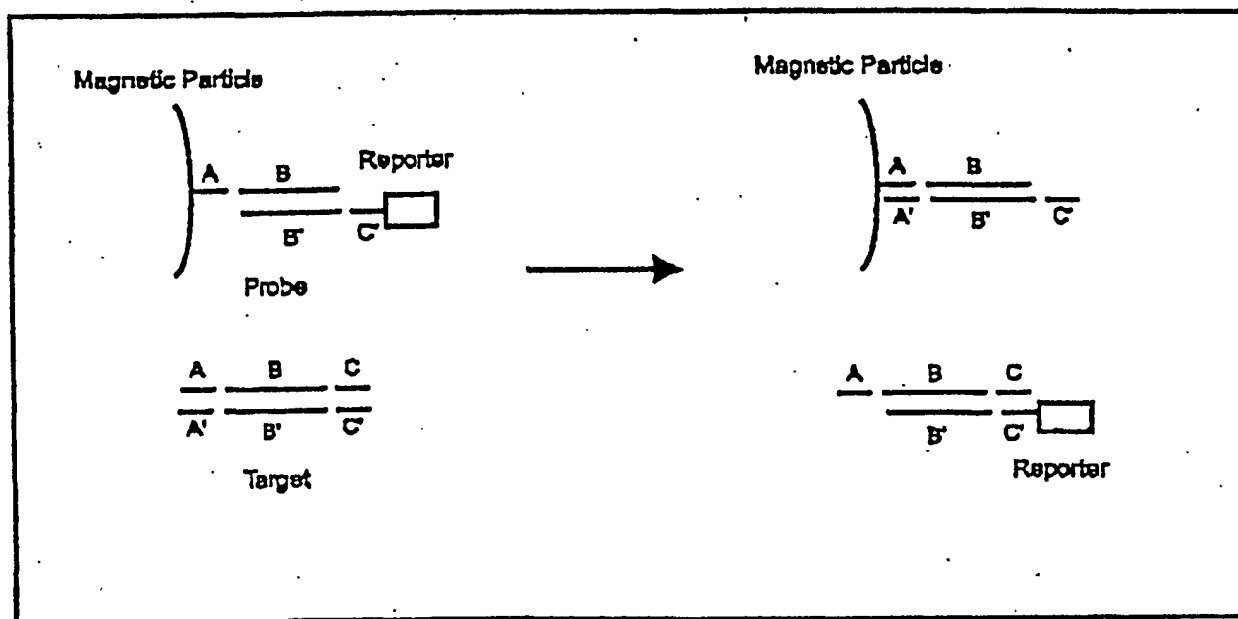 Magnetic Particle
A B Reporter
B' C'
Probe
A B C
A' B' C'
Target
Magnetic Particle
A B
A' B' C'
A B C
B' C'
Reporter